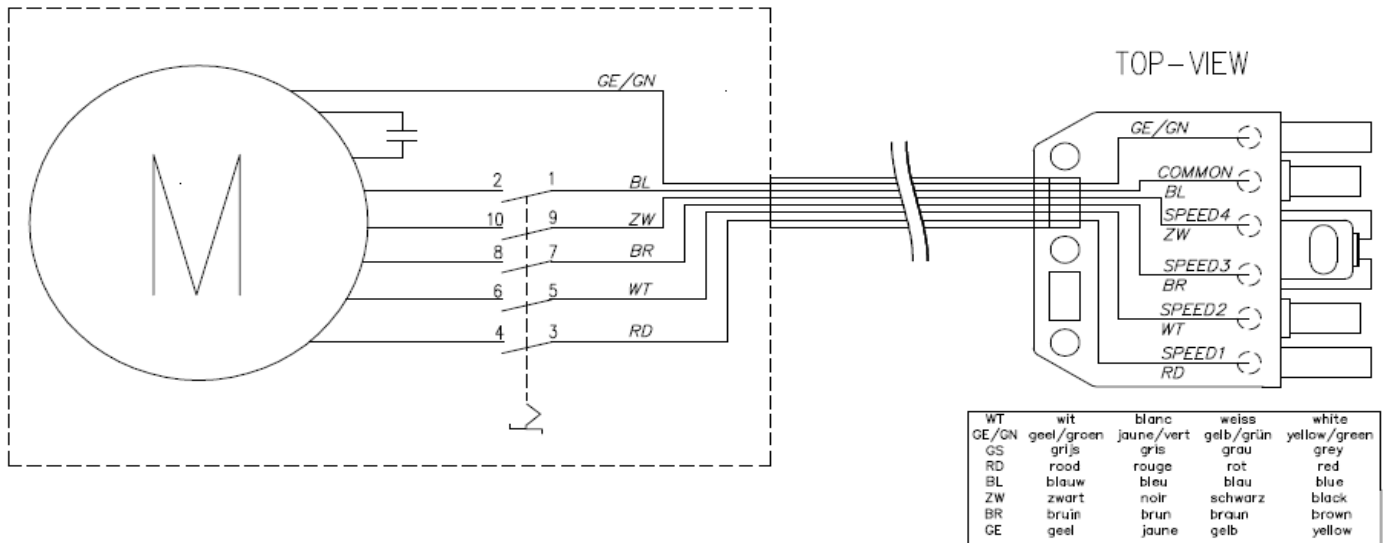 TOP-VIEW
GE/GN
M
2 1 BL
10 9 ZW
8 7 BR
6 5 WT
4 3 RD
GE/GN
COMMON
BL
SPEED4
ZW
SPEED3
BR
SPEED2
WT
SPEED1
RD
WT wit blanc weiss white
GE/GN geel/groen jaune/vert gelb/grün yellow/green
GS grijs gris grau grey
RD rood rouge rot red
BL blauw bleu blau blue
ZW zwart noir schwarz black
BR bruin brun braun brown
GE geel jaune gelb yellow